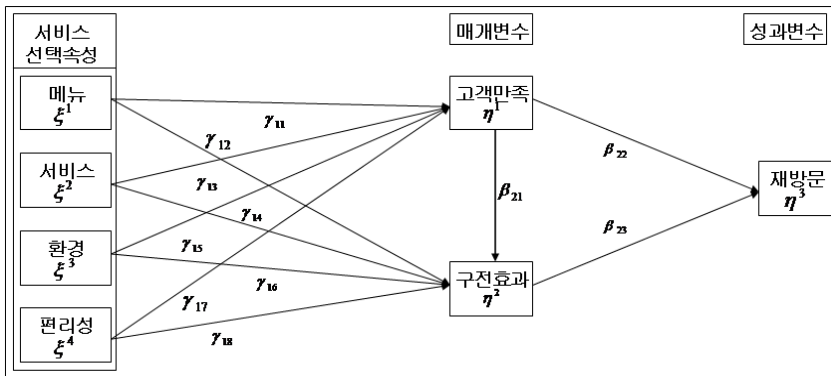 서비스
선택속성
매개변수
성과변수
메뉴
ξ1
고객만족
η1
γ11
γ12
β22
서비스
ξ2
γ13
γ14
β21
재방문
η3
환경
ξ3
γ15
γ16
β23
구전효과
η2
편리성
ξ4
γ17
γ18